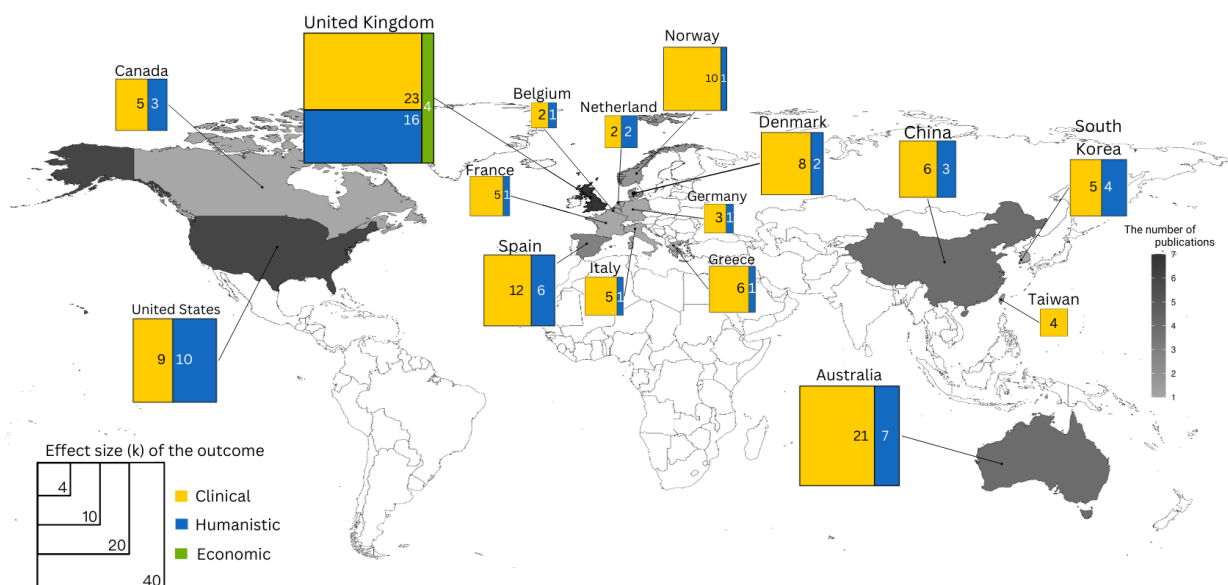 United Kingdom
23
16
4
Canada
5
3
Belgium
2
1
Netherland
2
2
Norway
10
1
Denmark
8
2
China
6
3
South
Korea
5
4
France
5
1
Germany
3
1
Spain
12
6
Italy
5
1
Greece
6
1
Taiwan
4
United States
9
10
Australia
21
7
The number of
publications
7
6
5
4
3
2
1
Effect size (k) of the outcome
4
10
20
40
Clinical
Humanistic
Economic